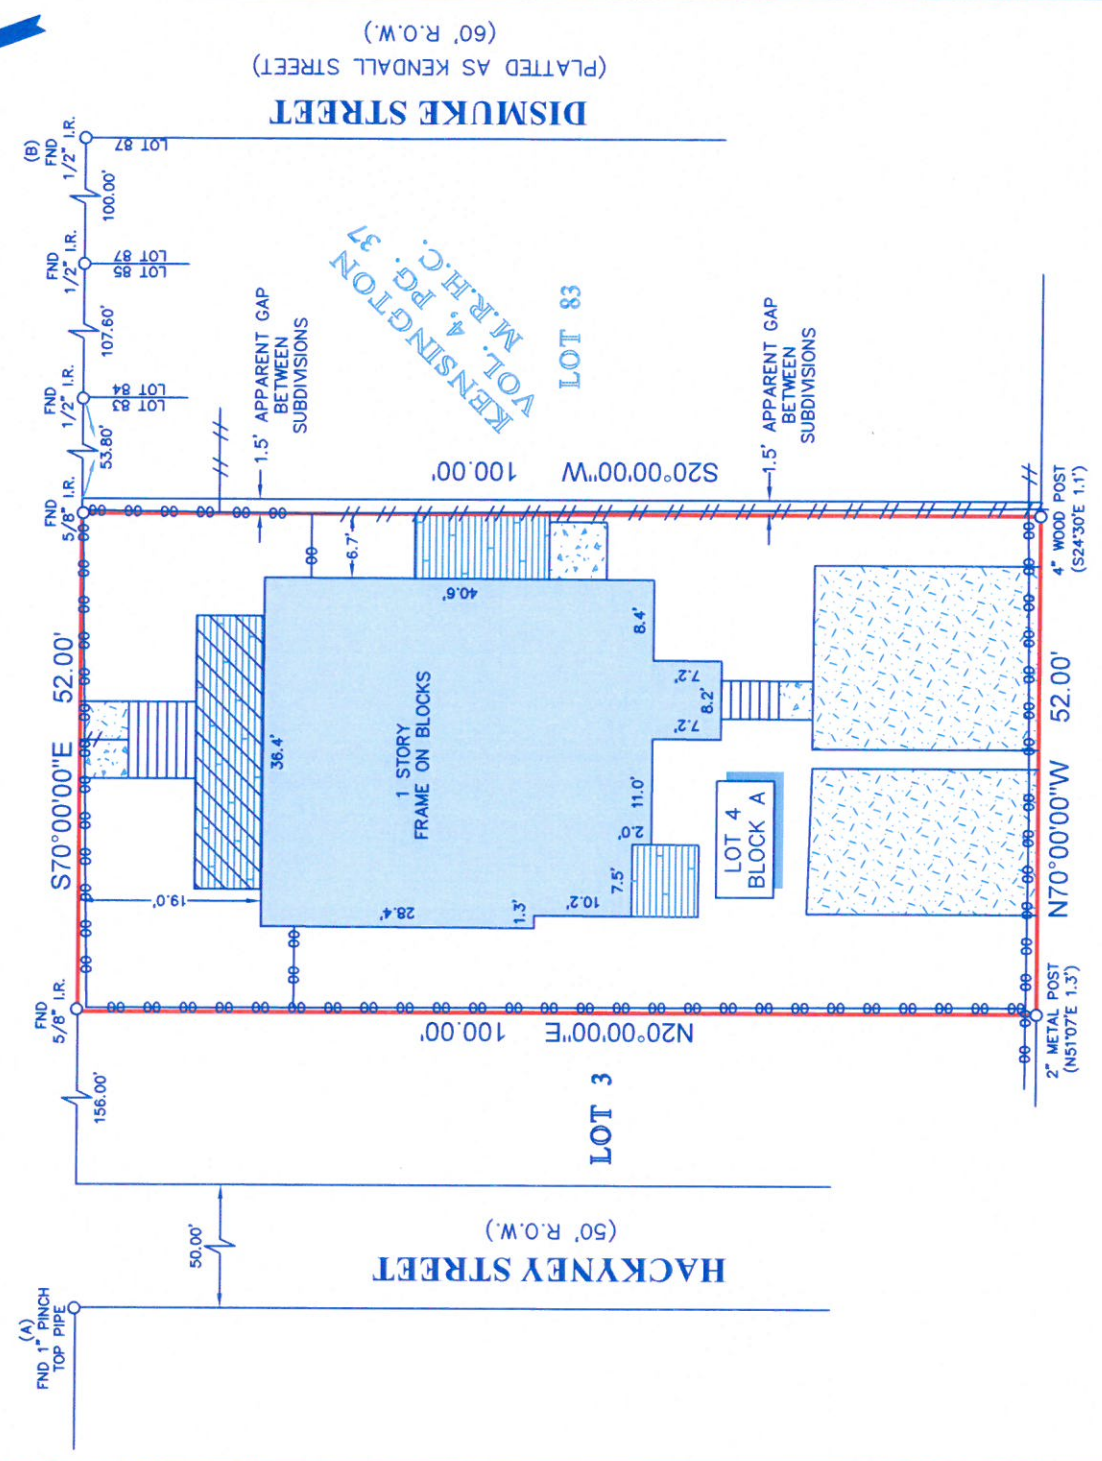 (60' R.O.W.)
(PLATTED AS KENDALL STREET)
DISMUKE STREET
(B)
FND
1/2" I.R.
LOT 87
100.00'
FND
1/2" I.R.
LOT 87
LOT 85
107.60'
FND
1/2" I.R.
LOT 84
LOT 83
53.80'
FND
5/8" I.R.
1.5' APPARENT GAP
BETWEEN
SUBDIVISIONS
KENSINGTON
VOL. 4, PG. 37
M.R.H.C.
LOT 83
1.5' APPARENT GAP
BETWEEN
SUBDIVISIONS
S20°00'00"W 100.00'
4" WOOD POST
(S24°30'E 1.1')
S70°00'00"E 52.00'
6.7'
40.6'
8.4'
7.2'
8.2'
7.2'
36.4'
1 STORY
FRAME ON BLOCKS
11.0'
2.0'
7.5'
10.2'
1.3'
28.4'
19.0'
LOT 4
BLOCK A
N70°00'00"W 52.00'
FND
5/8" I.R.
N20°00'00"E 100.00'
2" METAL POST
(N51°07'E 1.3')
156.00'
LOT 3
50.00'
(50' R.O.W.)
HACKYNEY STREET
(A)
FND 1" PINCH
TOP PIPE